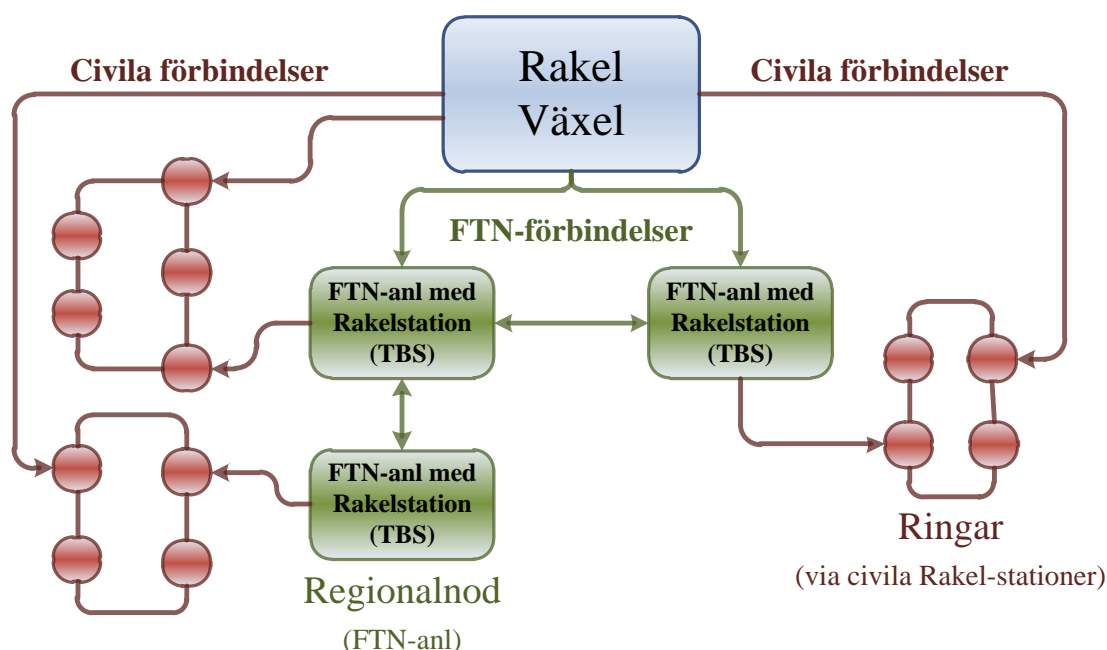 Rakel
Växel
Civila förbindelser
Civila förbindelser
FTN-förbindelser
FTN-anl med
Rakelstation
(TBS)
FTN-anl med
Rakelstation
(TBS)
FTN-anl med
Rakelstation
(TBS)
Regionalnod
(FTN-anl)
Ringar
(via civila Rakel-stationer)